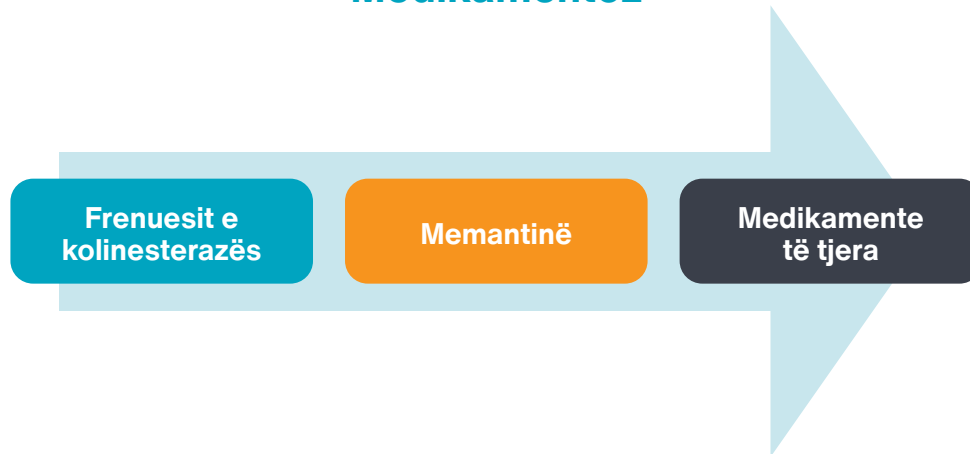 Frenuesit e
kolinesterazës
Memantinë
Medikamente
të tjera